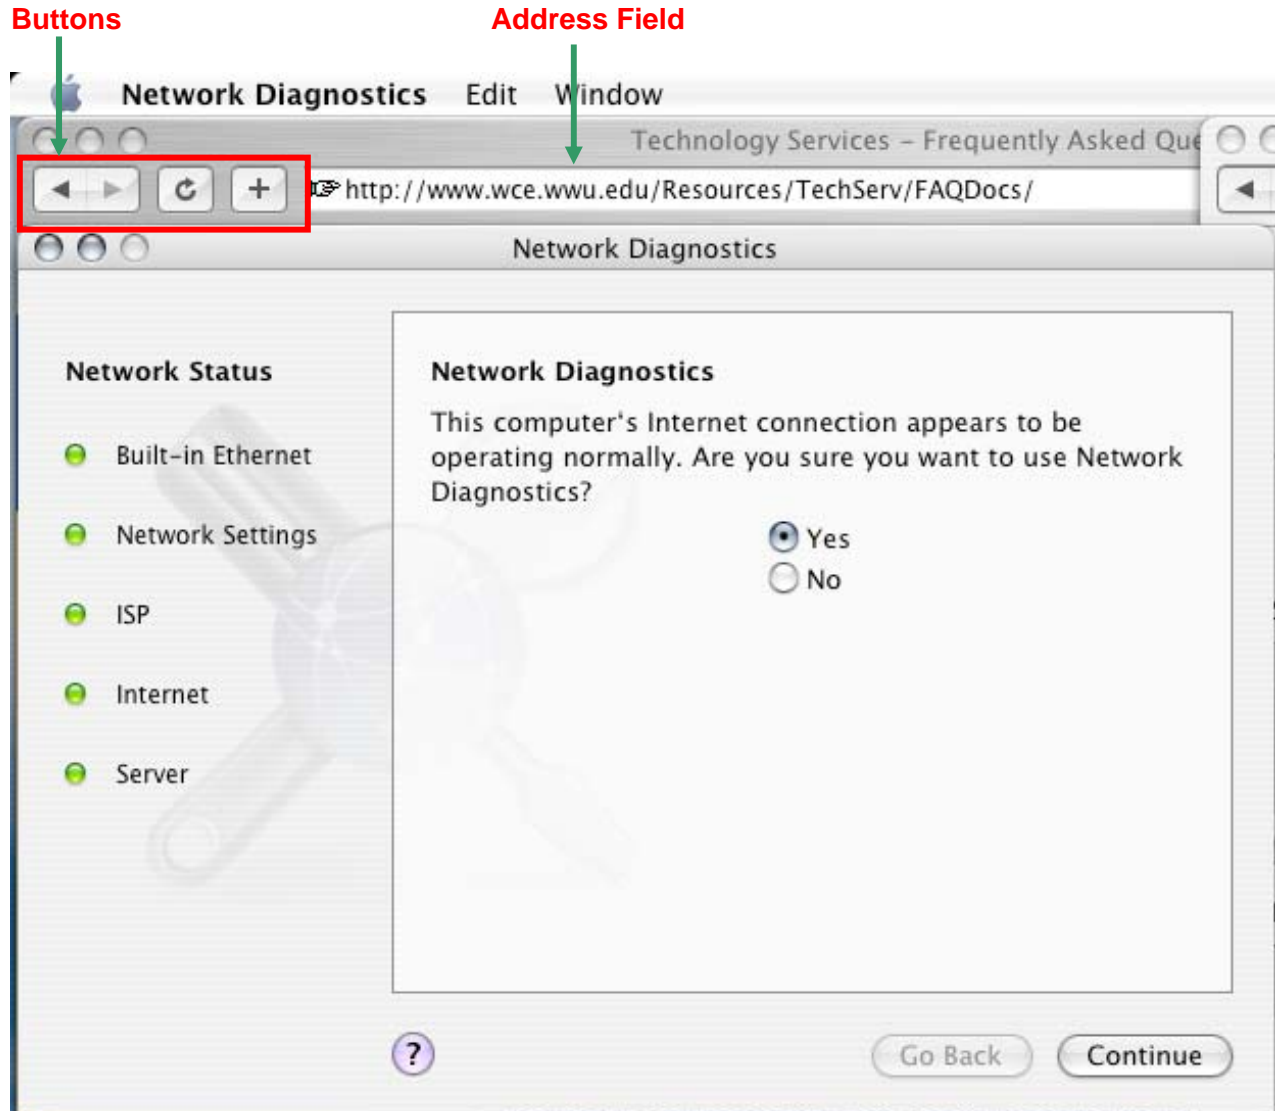 Buttons
Address Field
Network Diagnostics Edit Window
Technology Services – Frequently Asked Que
http://www.wce.wwu.edu/Resources/TechServ/FAQDocs/
Network Diagnostics
Network Status
Built-in Ethernet
Network Settings
ISP
Internet
Server
Network Diagnostics
This computer's Internet connection appears to be
operating normally. Are you sure you want to use Network
Diagnostics?
Yes
No
?
Go Back
Continue